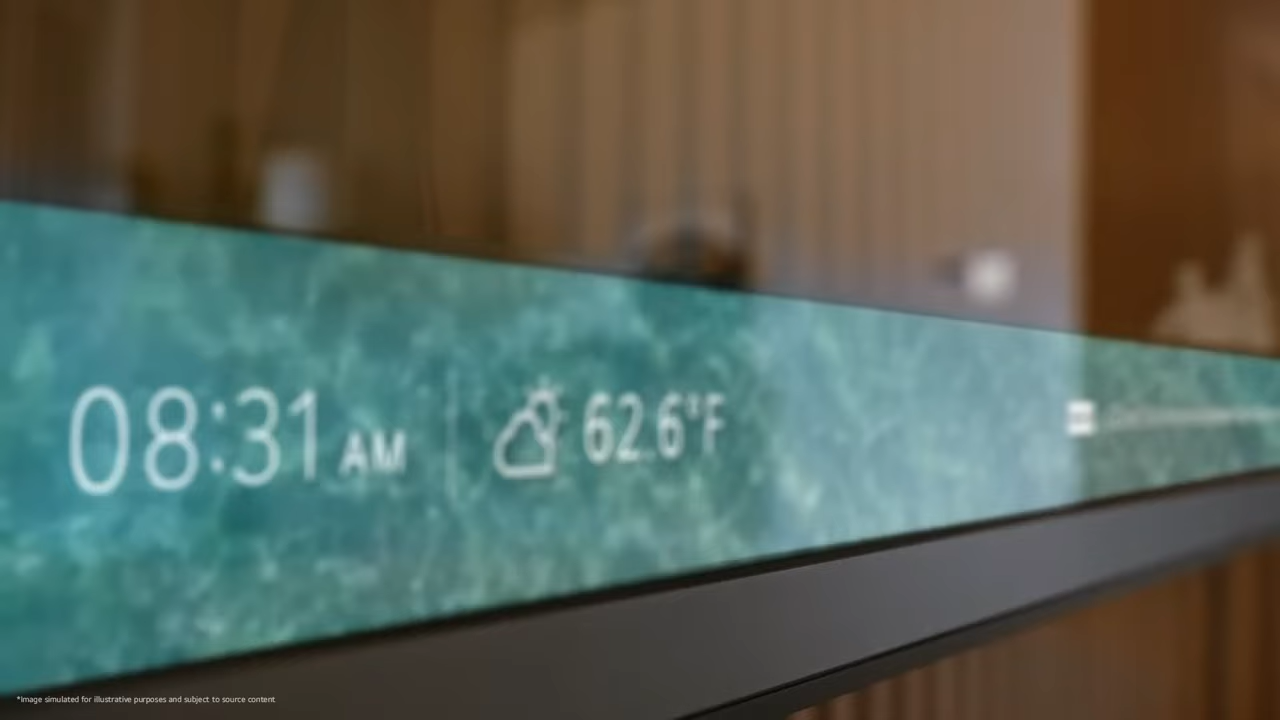 08:31 AM
62.6°F
*Image simulated for illustrative purposes and subject to source content